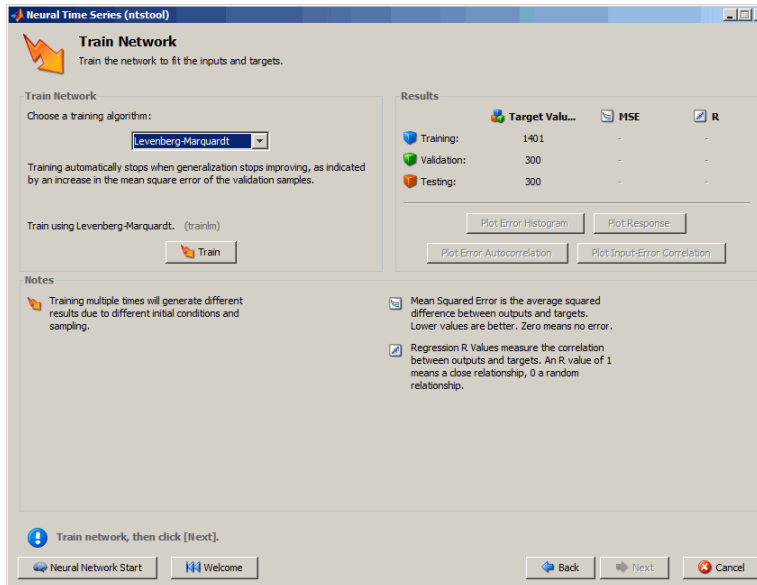 Neural Time Series (ntstool)
Train Network
Train the network to fit the inputs and targets.
Train Network
Choose a training algorithm:
Levenberg-Marquardt
Training automatically stops when generalization stops improving, as indicated
by an increase in the mean square error of the validation samples.
Train using Levenberg-Marquardt. (trainlm)
Train
Results
Target Valu... MSE R
Training: 1401 - -
Validation: 300 - -
Testing: 300 - -
Plot Error Histogram Plot Response
Plot Error Autocorrelation Plot Input-Error Correlation
Notes
Training multiple times will generate different
results due to different initial conditions and
sampling.
Mean Squared Error is the average squared
difference between outputs and targets.
Lower values are better. Zero means no error.
Regression R Values measure the correlation
between outputs and targets. An R value of 1
means a close relationship, 0 a random
relationship.
Train network, then click [Next].
Neural Network Start Welcome Back Next Cancel